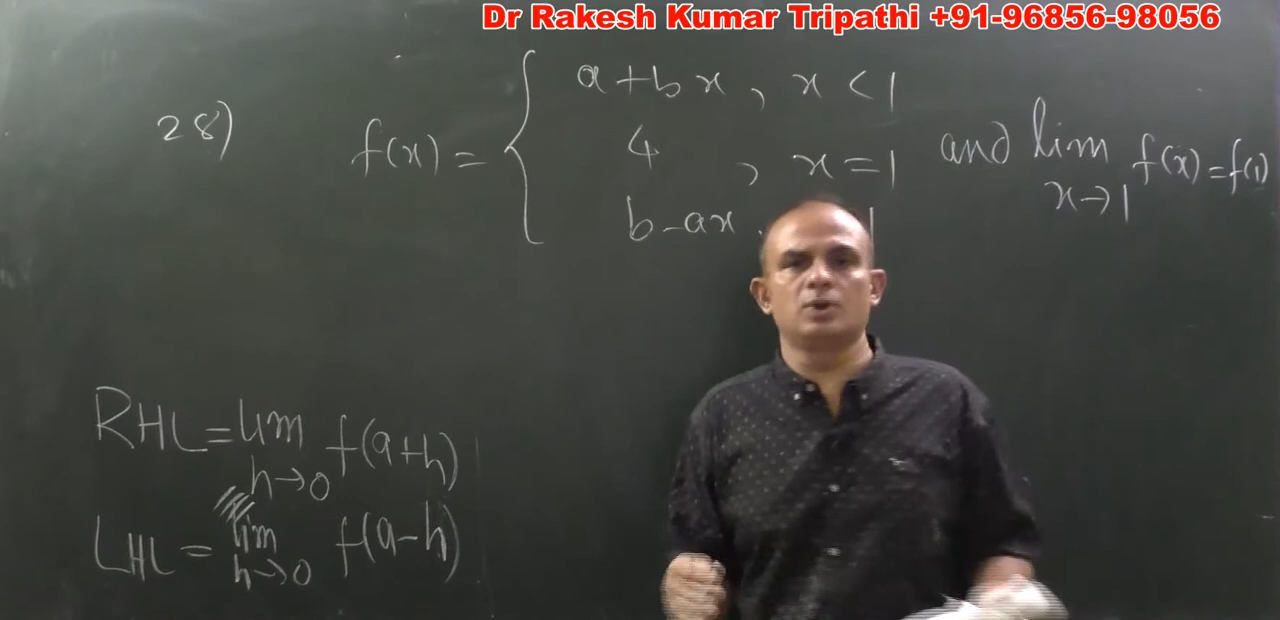 Dr Rakesh Kumar Tripathi +91-96856-98056
28) f(x) = { a + bx , x < 1
4 , x = 1
b - ax , 1
and lim x→1 f(x) = f(1)
RHL = lim h→0 f(a+h)
LHL = lim h→0 f(a-h)